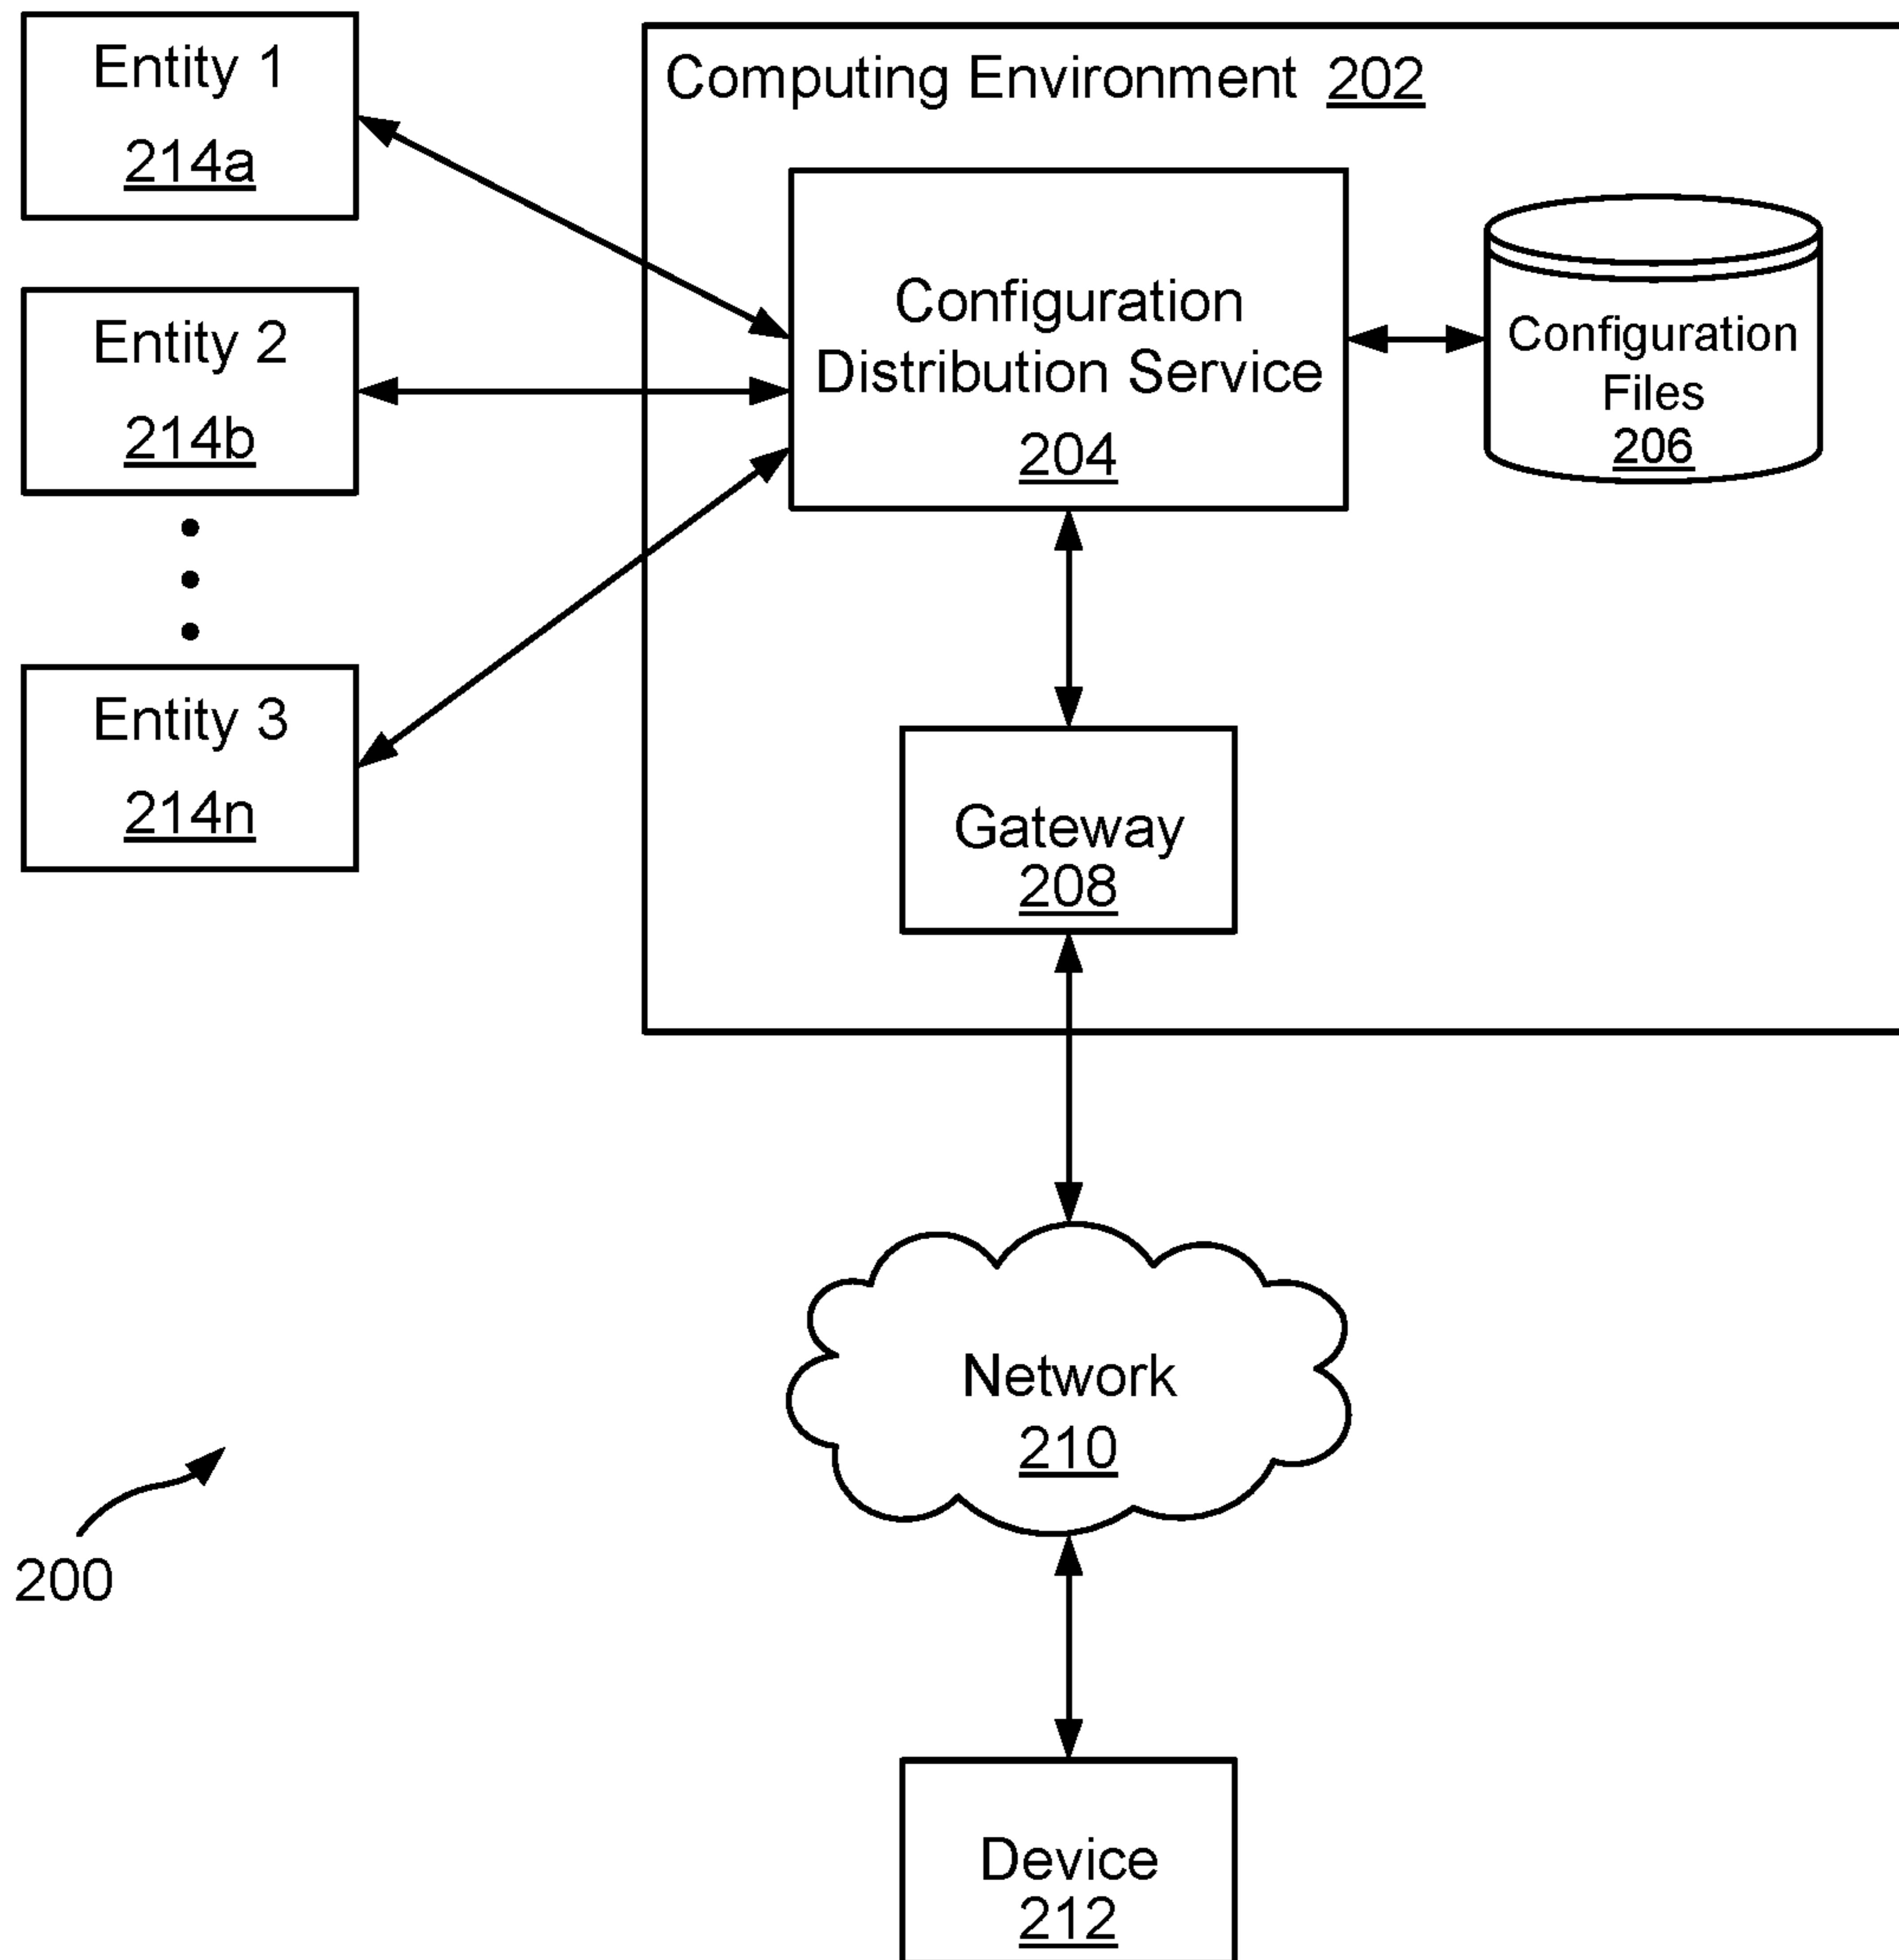 Entity 1
214a
Entity 2
214b
Entity 3
214n
Computing Environment 202
Configuration
Distribution Service
204
Configuration
Files
206
Gateway
208
Network
210
200
Device
212